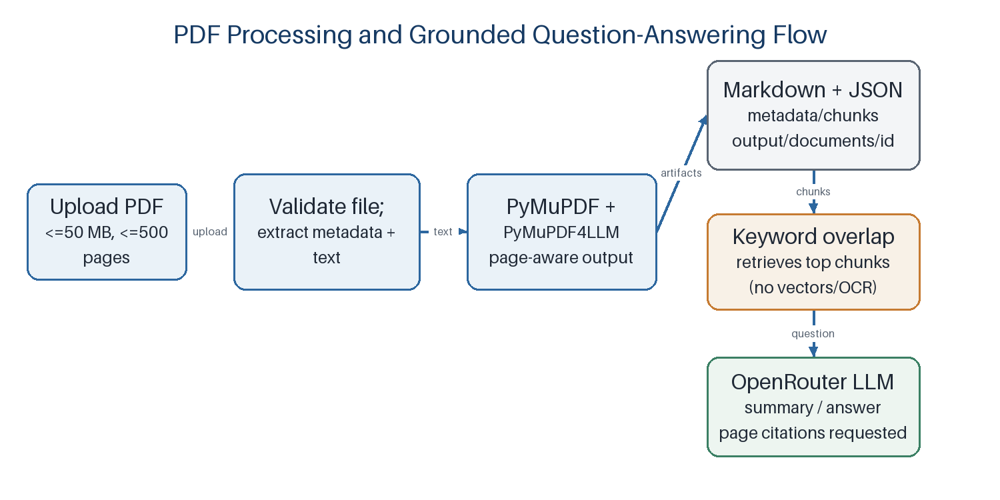 PDF Processing and Grounded Question-Answering Flow
Upload PDF
<=50 MB, <=500
pages
upload
Validate file;
extract metadata +
text
text
PyMuPDF +
PyMuPDF4LLM
page-aware output
artifacts
Markdown + JSON
metadata/chunks
output/documents/id
chunks
Keyword overlap
retrieves top chunks
(no vectors/OCR)
question
OpenRouter LLM
summary / answer
page citations requested